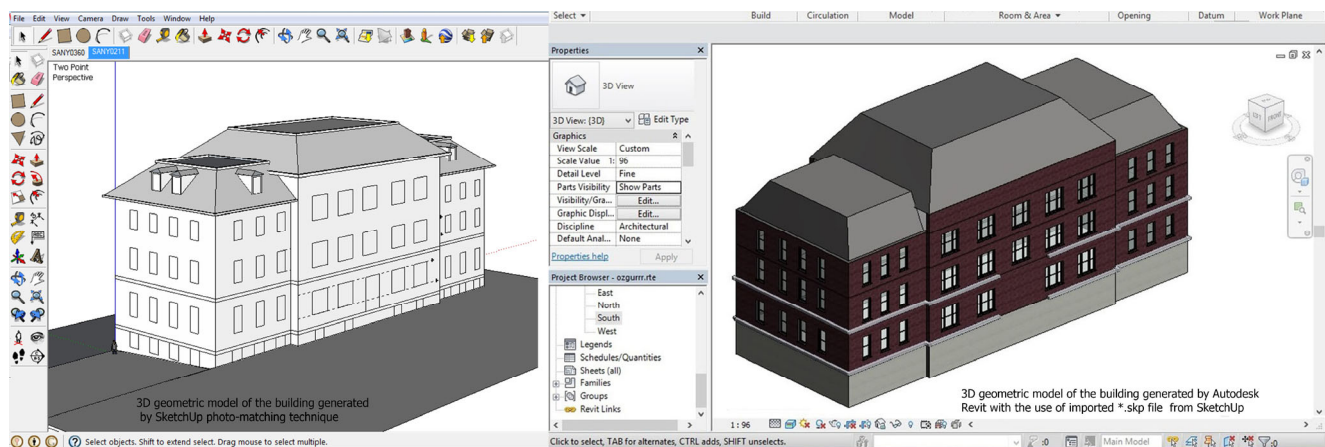 File Edit View Camera Draw Tools Window Help
SANY0360 SANY0211
Two Point
Perspective
3D geometric model of the building generated
by SketchUp photo-matching technique
Select objects. Shift to extend select. Drag mouse to select multiple.
Select Build Circulation Model Room & Area Opening Datum Work Plane
Properties
3D View
3D View: {3D} Edit Type
Graphics
View Scale Custom
Scale Value 1: 96
Detail Level Fine
Parts Visibility Show Parts
Visibility/Gra... Edit...
Graphic Displ... Edit...
Discipline Architectural
Default Anal... None
Properties help Apply
Project Browser - ozgurrr.rte
East
North
South
West
Legends
Schedules/Quantities
Sheets (all)
Families
Groups
Revit Links
FRONT
3D geometric model of the building generated by Autodesk
Revit with the use of imported *.skp file from SketchUp
1 : 96
Click to select, TAB for alternates, CTRL adds, SHIFT unselects.
:0 Main Model :0